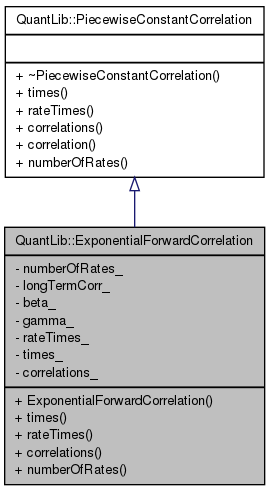 QuantLib::PiecewiseConstantCorrelation
+ ~PiecewiseConstantCorrelation()
+ times()
+ rateTimes()
+ correlations()
+ correlation()
+ numberOfRates()
QuantLib::ExponentialForwardCorrelation
- numberOfRates_
- longTermCorr_
- beta_
- gamma_
- rateTimes_
- times_
- correlations_
+ ExponentialForwardCorrelation()
+ times()
+ rateTimes()
+ correlations()
+ numberOfRates()